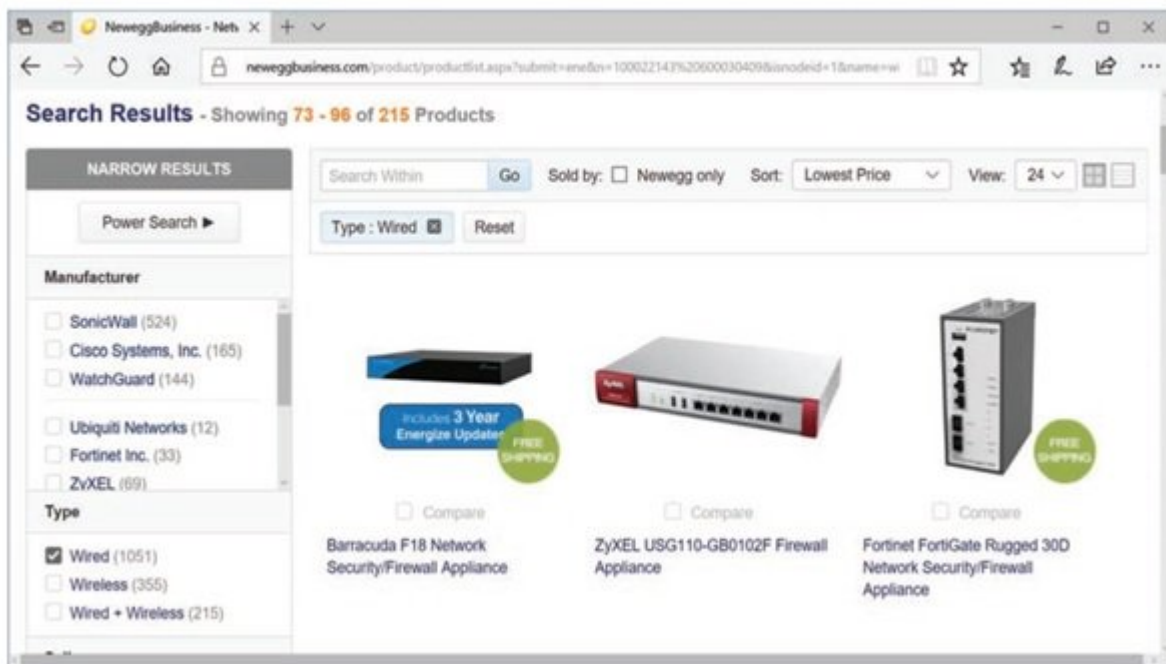 NeweggBusiness - Netw
neweggbusiness.com/product/productlist.aspx?submit=ene&n=100022143%20600030409&isnodeid=1&name=wi
Search Results - Showing 73 - 96 of 215 Products
NARROW RESULTS
Search Within Go Sold by: Newegg only Sort: Lowest Price View: 24
Power Search ▶
Type : Wired Reset
Manufacturer
SonicWall (524)
Cisco Systems, Inc. (165)
WatchGuard (144)
Ubiquiti Networks (12)
Fortinet Inc. (33)
ZyXEL (69)
Includes 3 Year
Energize Updates
FREE
SHIPPING
ZyXEL
FREE
SHIPPING
Type
Compare Compare Compare
Wired (1051)
Wireless (355)
Wired + Wireless (215)
Barracuda F18 Network
Security/Firewall Appliance
ZyXEL USG110-GB0102F Firewall
Appliance
Fortinet FortiGate Rugged 30D
Network Security/Firewall
Appliance